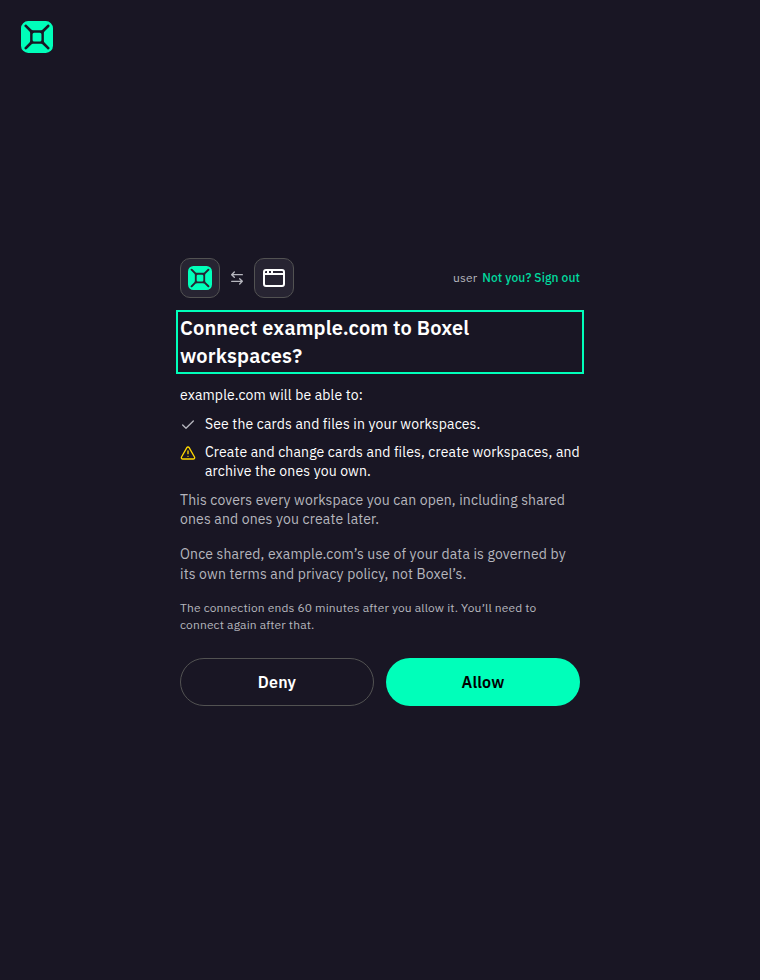 user Not you? Sign out
Connect example.com to Boxel
workspaces?
example.com will be able to:
See the cards and files in your workspaces.
Create and change cards and files, create workspaces, and
archive the ones you own.
This covers every workspace you can open, including shared
ones and ones you create later.
Once shared, example.com’s use of your data is governed by
its own terms and privacy policy, not Boxel’s.
The connection ends 60 minutes after you allow it. You’ll need to
connect again after that.
Deny Allow